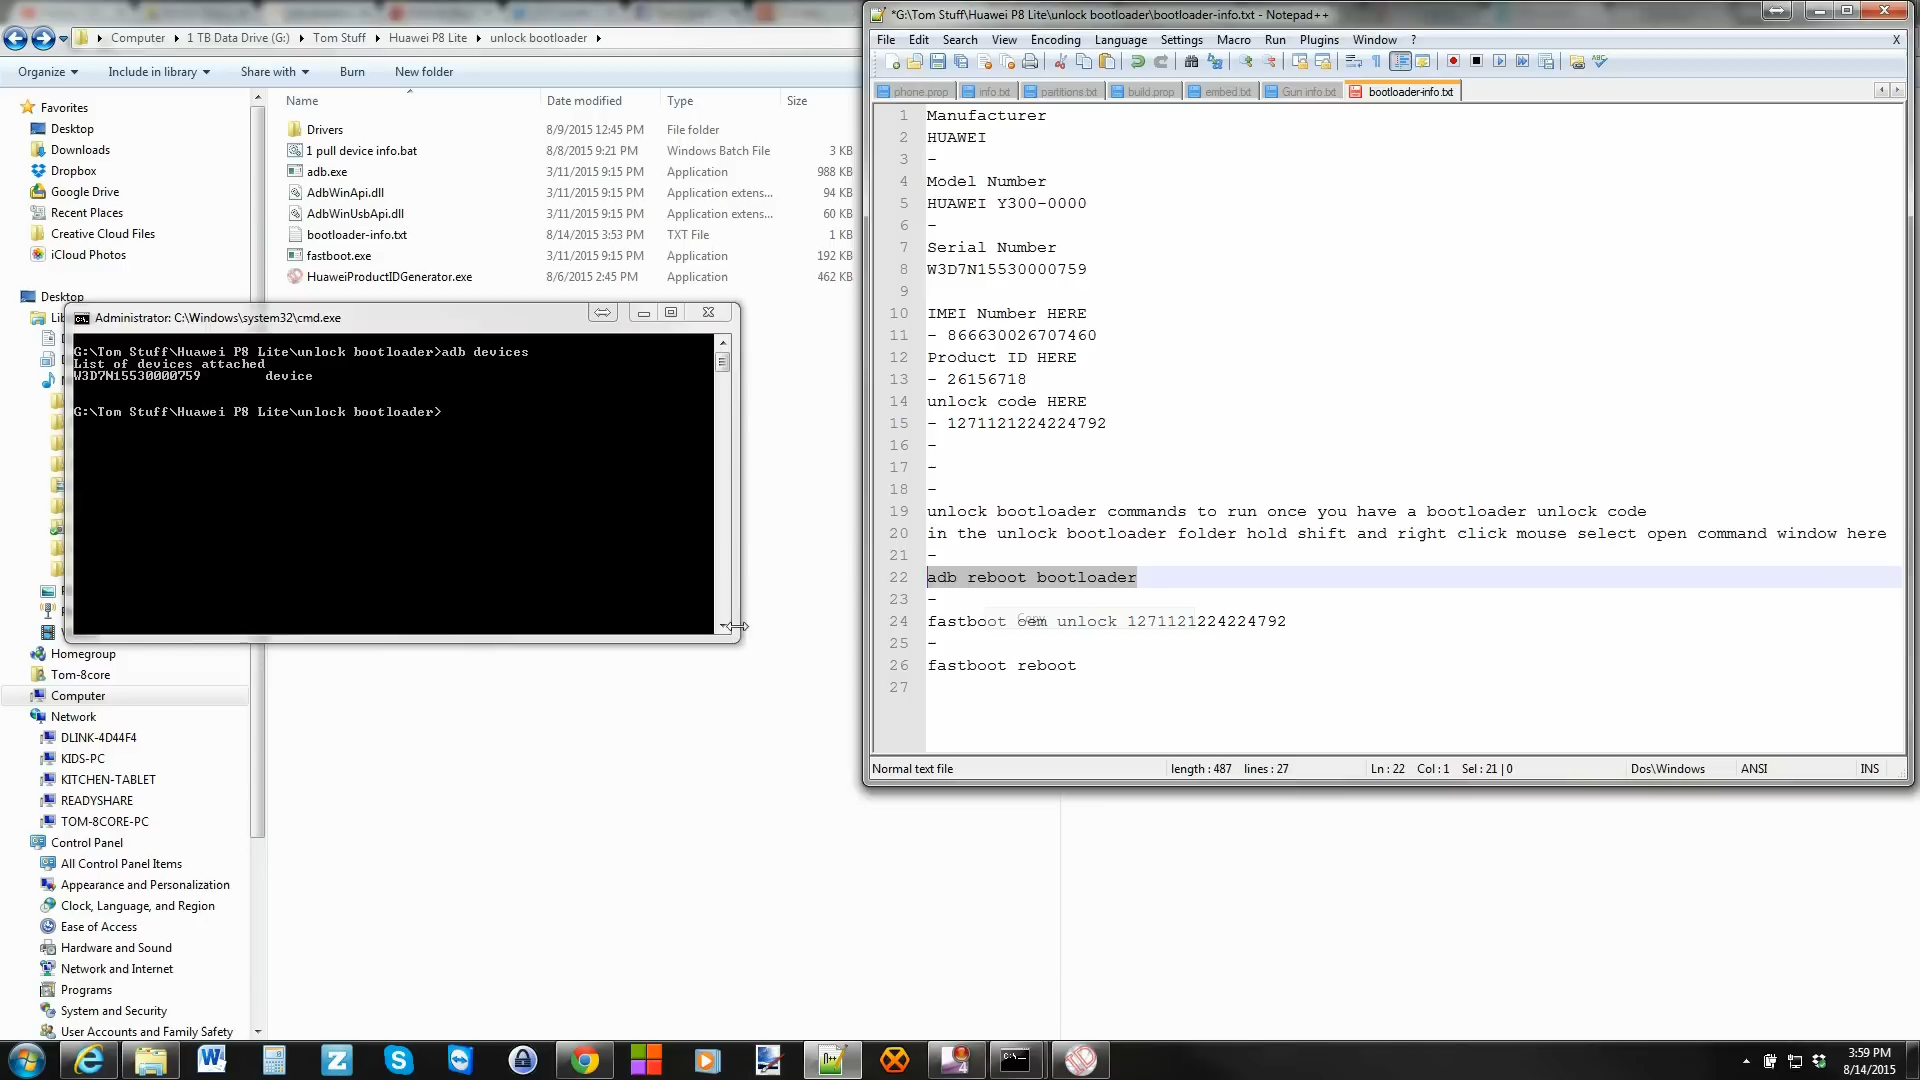 Computer 1 TB Data Drive (G:) Tom Stuff Huawei P8 Lite unlock bootloader
Organize Include in library Share with Burn New folder
Favorites
Desktop
Downloads
Dropbox
Google Drive
Recent Places
Creative Cloud Files
iCloud Photos
Desktop
Lib
Homegroup
Tom-8core
Computer
Network
DLINK-4D44F4
KIDS-PC
KITCHEN-TABLET
READYSHARE
TOM-8CORE-PC
Control Panel
All Control Panel Items
Appearance and Personalization
Clock, Language, and Region
Ease of Access
Hardware and Sound
Network and Internet
Programs
System and Security
User Accounts and Family Safety
Name Date modified Type Size
Drivers 8/9/2015 12:45 PM File folder
1 pull device info.bat 8/8/2015 9:21 PM Windows Batch File 3 KB
adb.exe 3/11/2015 9:15 PM Application 988 KB
AdbWinApi.dll 3/11/2015 9:15 PM Application extens... 94 KB
AdbWinUsbApi.dll 3/11/2015 9:15 PM Application extens... 60 KB
bootloader-info.txt 8/14/2015 3:53 PM TXT File 1 KB
fastboot.exe 3/11/2015 9:15 PM Application 192 KB
HuaweiProductIDGenerator.exe 8/6/2015 2:45 PM Application 462 KB
Administrator: C:\Windows\system32\cmd.exe
G:\Tom Stuff\Huawei P8 Lite\unlock bootloader>adb devices
List of devices attached
W3D7N15530000759 device
G:\Tom Stuff\Huawei P8 Lite\unlock bootloader>
*G:\Tom Stuff\Huawei P8 Lite\unlock bootloader\bootloader-info.txt - Notepad++
File Edit Search View Encoding Language Settings Macro Run Plugins Window ? X
phone.prop info.txt partitions.txt build.prop embed.txt Gun info.txt bootloader-info.txt
1 Manufacturer
2 HUAWEI
3 -
4 Model Number
5 HUAWEI Y300-0000
6 -
7 Serial Number
8 W3D7N15530000759
9
10 IMEI Number HERE
11 - 866630026707460
12 Product ID HERE
13 - 26156718
14 unlock code HERE
15 - 1271121224224792
16 -
17 -
18 -
19 unlock bootloader commands to run once you have a bootloader unlock code
20 in the unlock bootloader folder hold shift and right click mouse select open command window here
21 -
22 adb reboot bootloader
23 -
24 fastboot oem unlock 1271121224224792
25 -
26 fastboot reboot
27
Normal text file length : 487 lines : 27 Ln : 22 Col : 1 Sel : 21 | 0 Dos\Windows ANSI INS
3:59 PM
8/14/2015